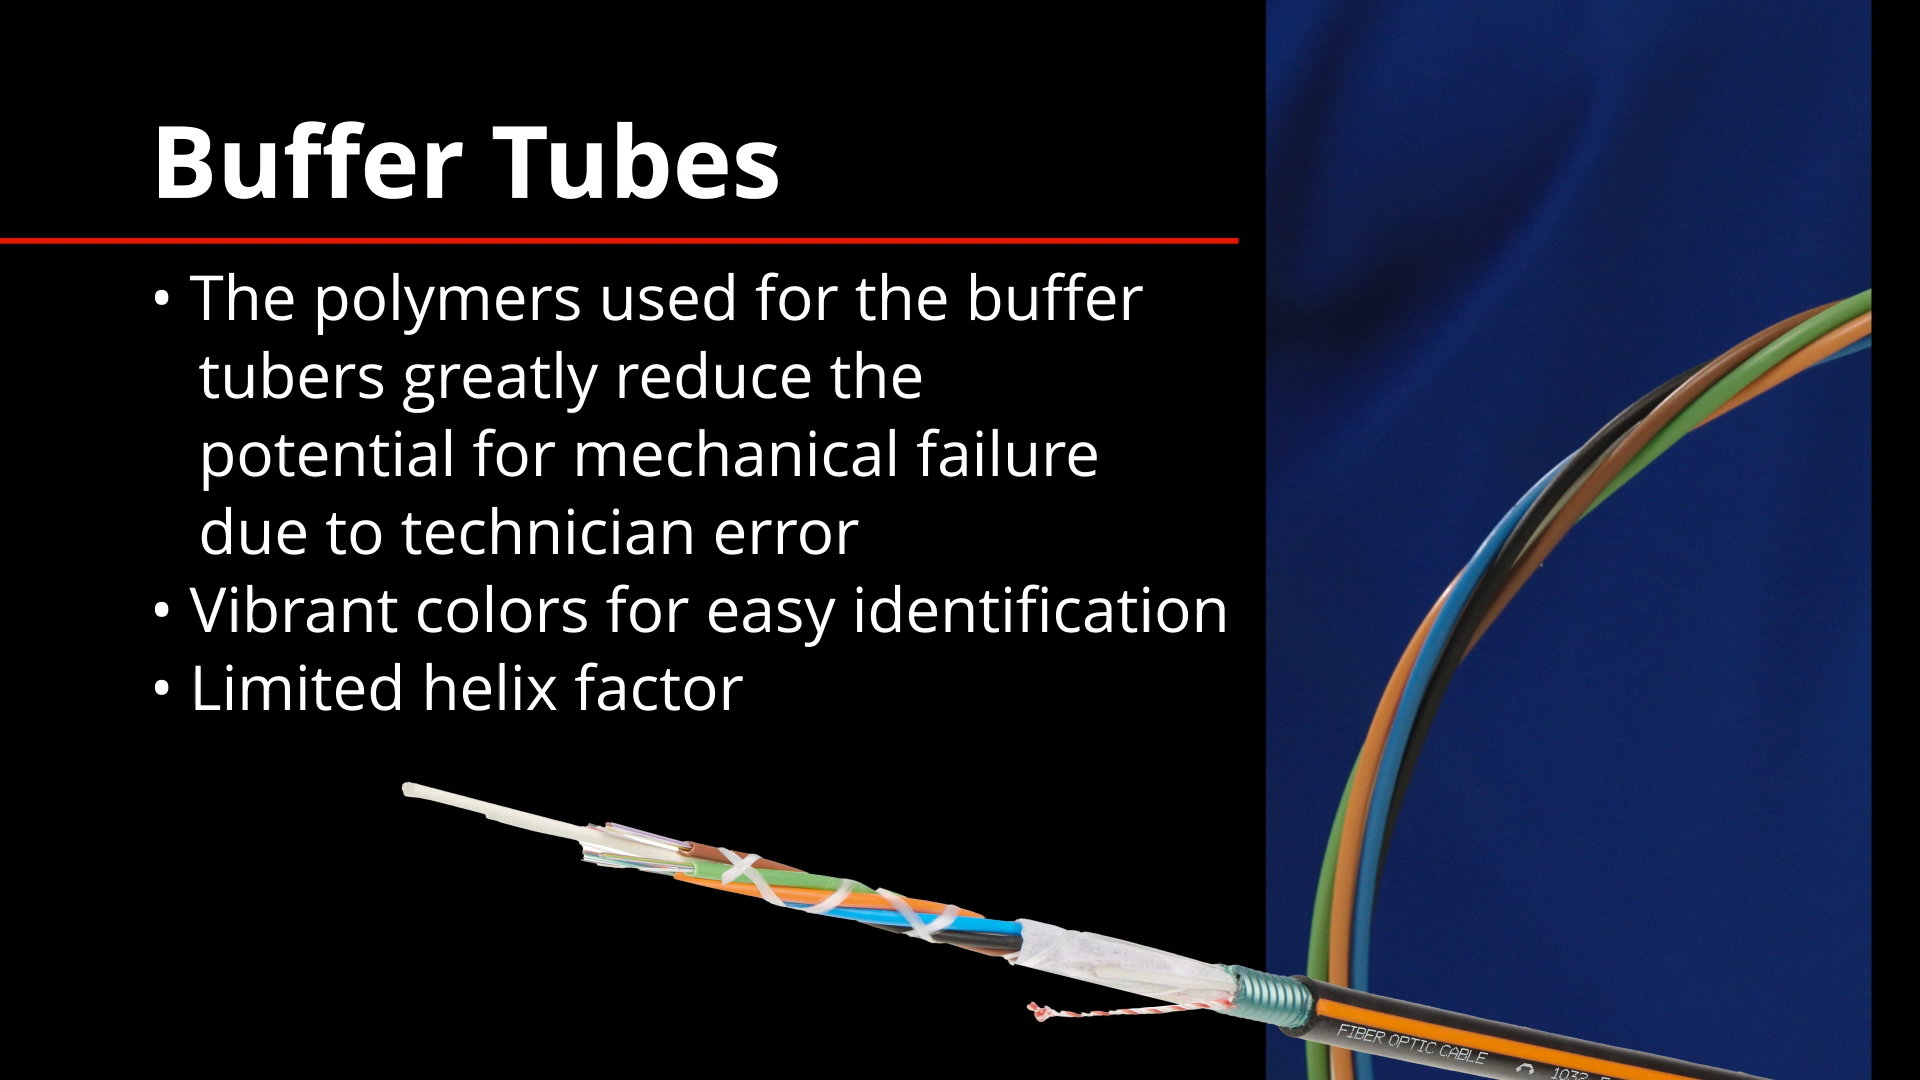 Buffer Tubes
• The polymers used for the buffer
tubers greatly reduce the
potential for mechanical failure
due to technician error
• Vibrant colors for easy identification
• Limited helix factor
FIBER OPTIC CABLE